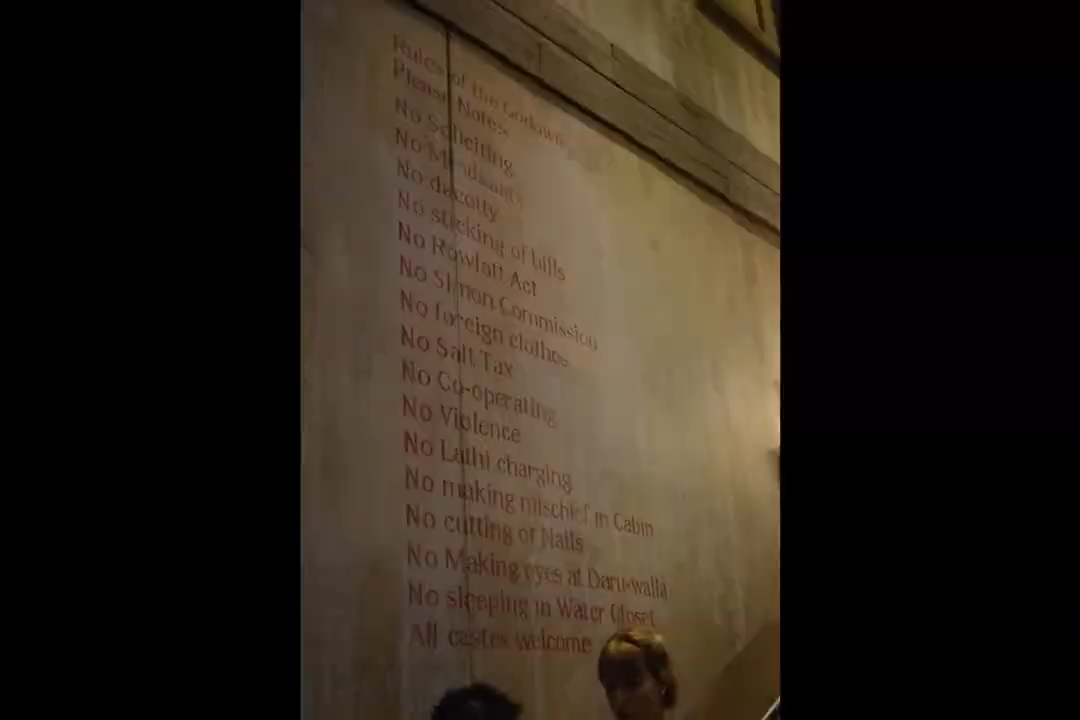 Rules of the Godown
Please Note:
No Soliciting
No Mendicants
No dacoity
No sticking of bills
No Rowlatt Act
No Simon Commission
No foreign clothes
No Salt Tax
No Co-operating
No Violence
No Lathi charging
No making mischief in Cabin
No cutting of Nails
No Making eyes at Daru-walla
No sleeping in Water Closet
All castes welcome